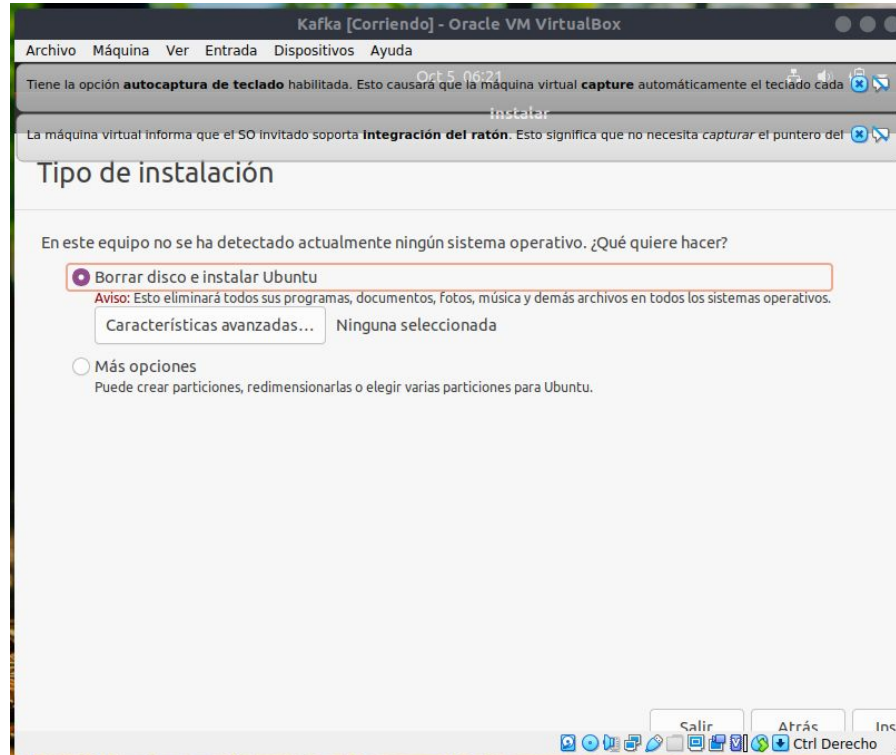 Kafka [Corriendo] - Oracle VM VirtualBox
Archivo Máquina Ver Entrada Dispositivos Ayuda
Oct 5 06:21
Tiene la opción autocaptura de teclado habilitada. Esto causará que la máquina virtual capture automáticamente el teclado cada
Instalar
La máquina virtual informa que el SO invitado soporta integración del ratón. Esto significa que no necesita capturar el puntero del
Tipo de instalación
En este equipo no se ha detectado actualmente ningún sistema operativo. ¿Qué quiere hacer?
Borrar disco e instalar Ubuntu
Aviso: Esto eliminará todos sus programas, documentos, fotos, música y demás archivos en todos los sistemas operativos.
Características avanzadas... Ninguna seleccionada
Más opciones
Puede crear particiones, redimensionarlas o elegir varias particiones para Ubuntu.
Salir Atrás Ins
Ctrl Derecho